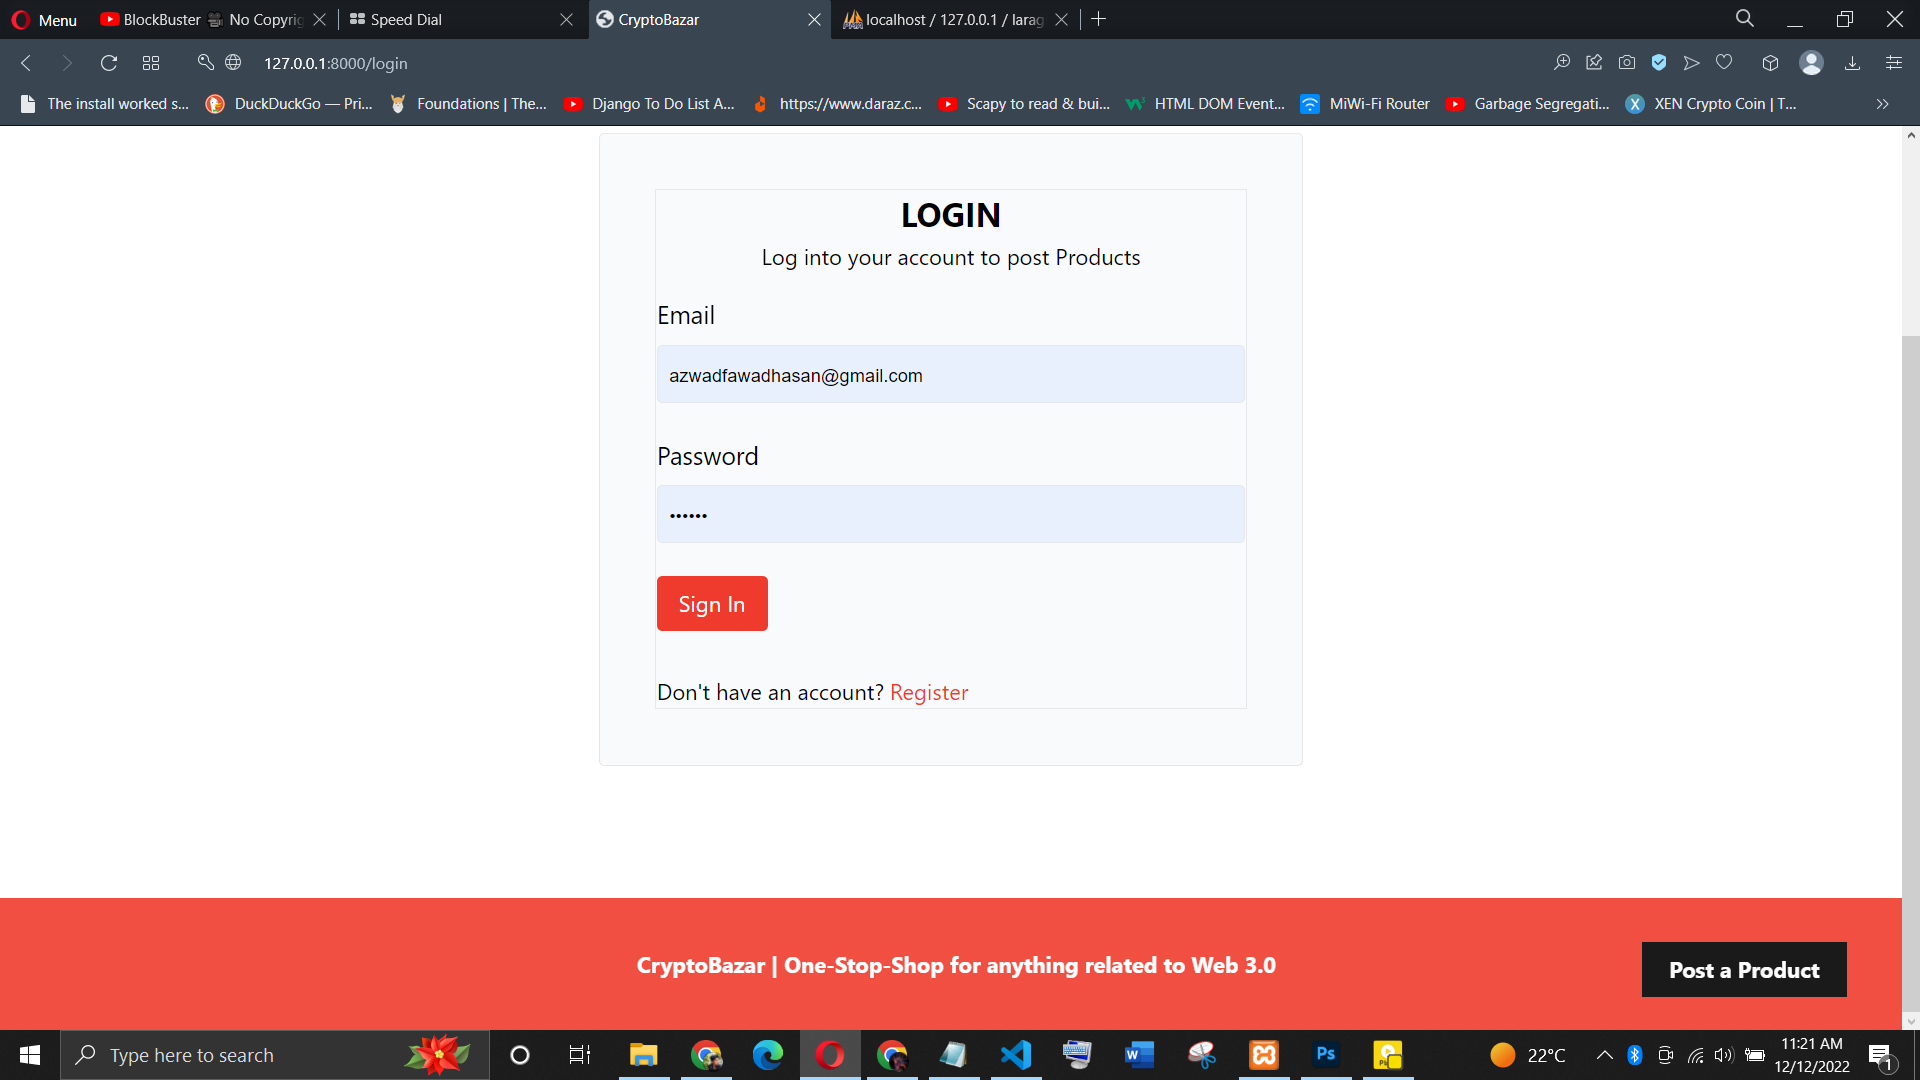 Menu
BlockBuster 🎥 No Copyrig
Speed Dial
CryptoBazar
localhost / 127.0.0.1 / larag
127.0.0.1:8000/login
The install worked s...
DuckDuckGo — Pri...
Foundations | The...
Django To Do List A...
https://www.daraz.c...
Scapy to read & bui...
HTML DOM Event...
MiWi-Fi Router
Garbage Segregati...
XEN Crypto Coin | T...
LOGIN
Log into your account to post Products
Email
azwadfawadhasan@gmail.com
Password
••••••
Sign In
Don't have an account? Register
CryptoBazar | One-Stop-Shop for anything related to Web 3.0
Post a Product
Type here to search
Ps
22°C
11:21 AM
12/12/2022
1